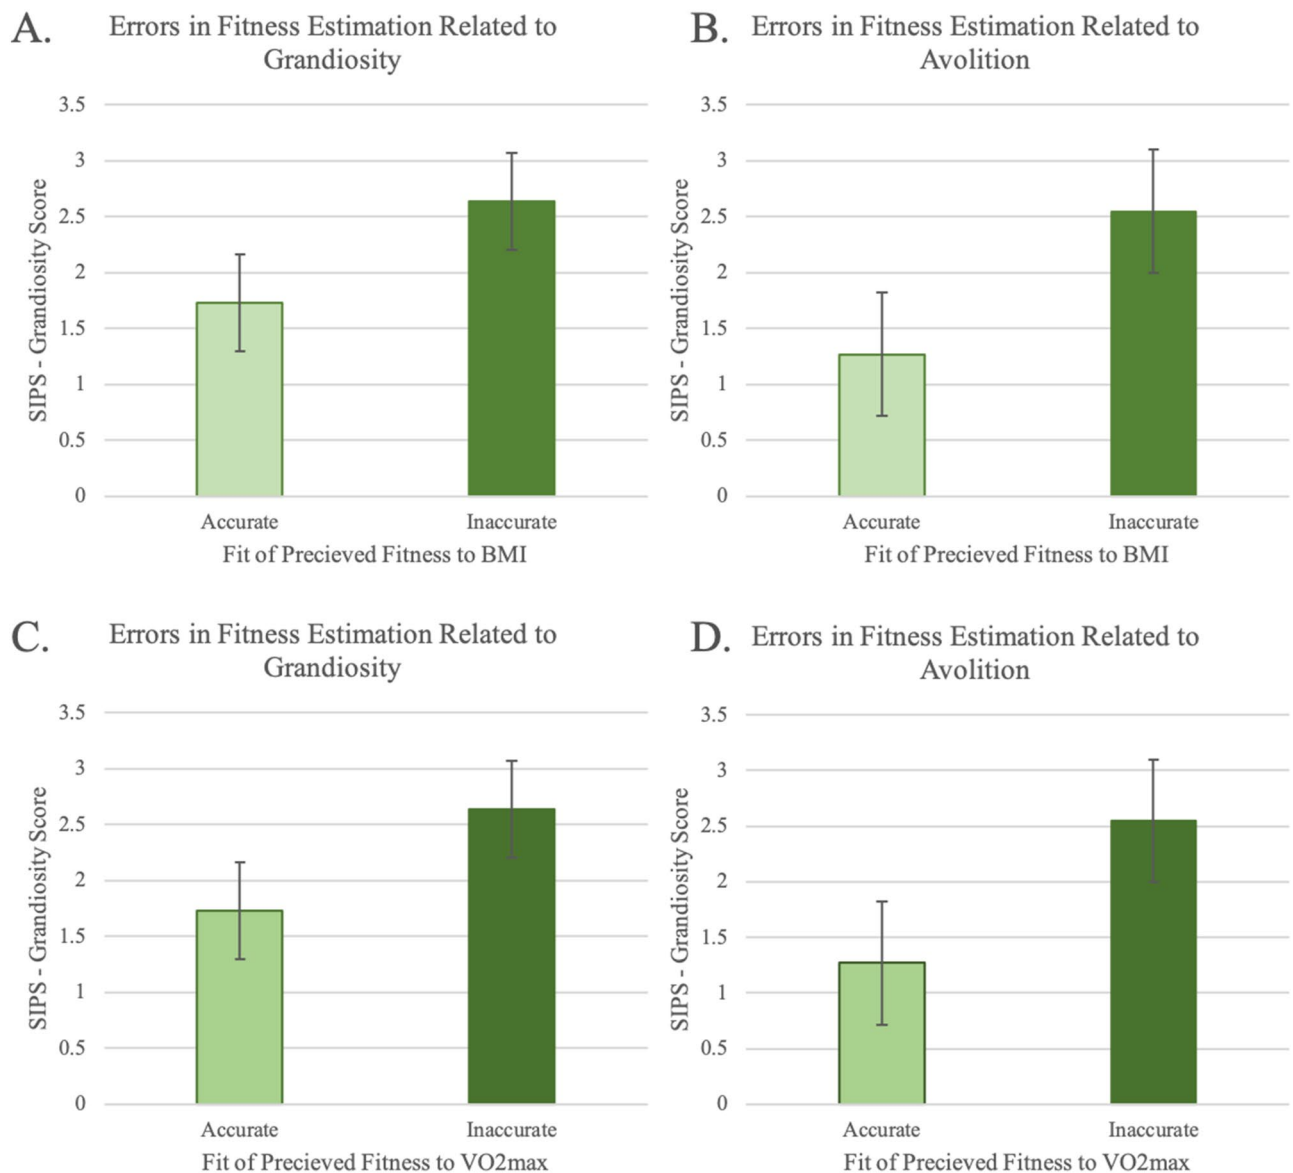 A.
Errors in Fitness Estimation Related to
Grandiosity
SIPS - Grandiosity Score
3.5
3
2.5
2
1.5
1
0.5
0
Accurate
Inaccurate
Fit of Precieved Fitness to BMI
B.
Errors in Fitness Estimation Related to
Avolition
SIPS - Grandiosity Score
3.5
3
2.5
2
1.5
1
0.5
0
Accurate
Inaccurate
Fit of Precieved Fitness to BMI
C.
Errors in Fitness Estimation Related to
Grandiosity
SIPS - Grandiosity Score
3.5
3
2.5
2
1.5
1
0.5
0
Accurate
Inaccurate
Fit of Precieved Fitness to VO2max
D.
Errors in Fitness Estimation Related to
Avolition
SIPS - Grandiosity Score
3.5
3
2.5
2
1.5
1
0.5
0
Accurate
Inaccurate
Fit of Precieved Fitness to VO2max